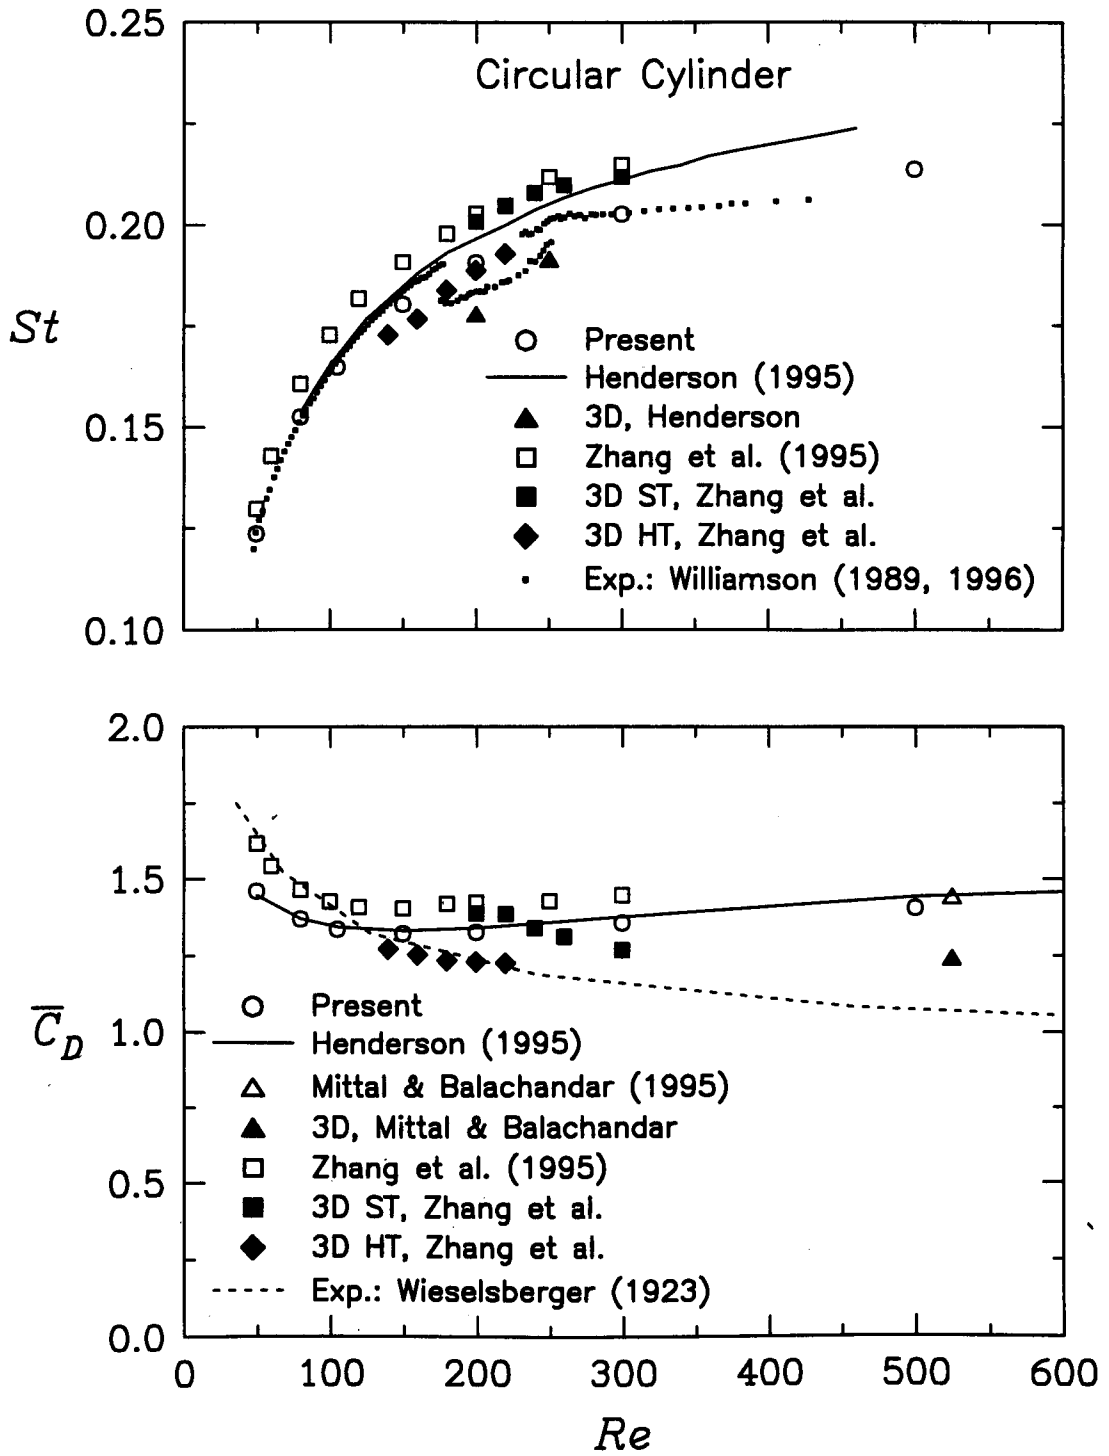 0.25
Circular Cylinder
0.20
St
Present
Henderson (1995)
3D, Henderson
0.15
Zhang et al. (1995)
3D ST, Zhang et al.
3D HT, Zhang et al.
Exp.: Williamson (1989, 1996)
0.10
2.0
1.5
C̅_D
1.0
Present
Henderson (1995)
Mittal & Balachandar (1995)
3D, Mittal & Balachandar
Zhang et al. (1995)
0.5
3D ST, Zhang et al.
3D HT, Zhang et al.
Exp.: Wieselsberger (1923)
0.0
0 100 200 300 400 500 600
Re